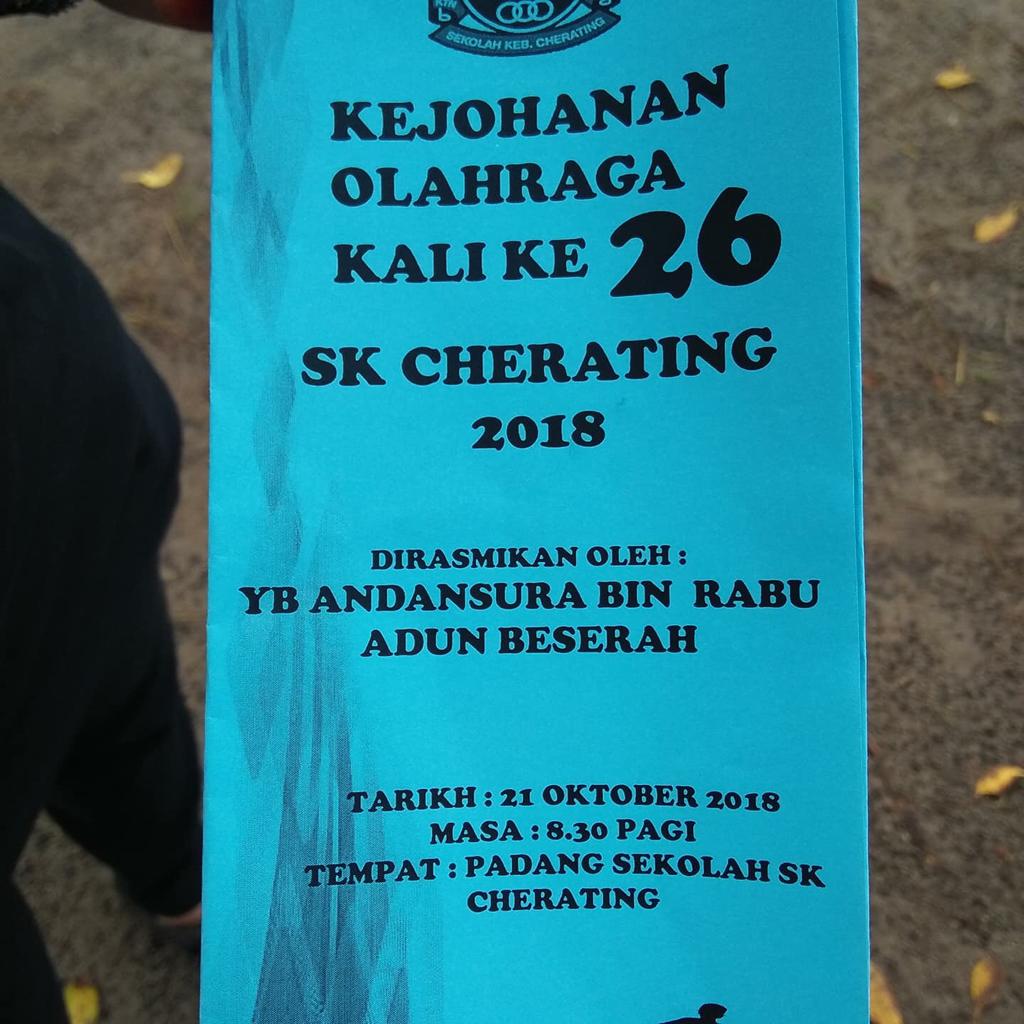 SEKOLAH KEB. CHERATING
KEJOHANAN
OLAHRAGA
KALI KE 26
SK CHERATING
2018
DIRASMIKAN OLEH :
YB ANDANSURA BIN RABU
ADUN BESERAH
TARIKH : 21 OKTOBER 2018
MASA : 8.30 PAGI
TEMPAT : PADANG SEKOLAH SK
CHERATING